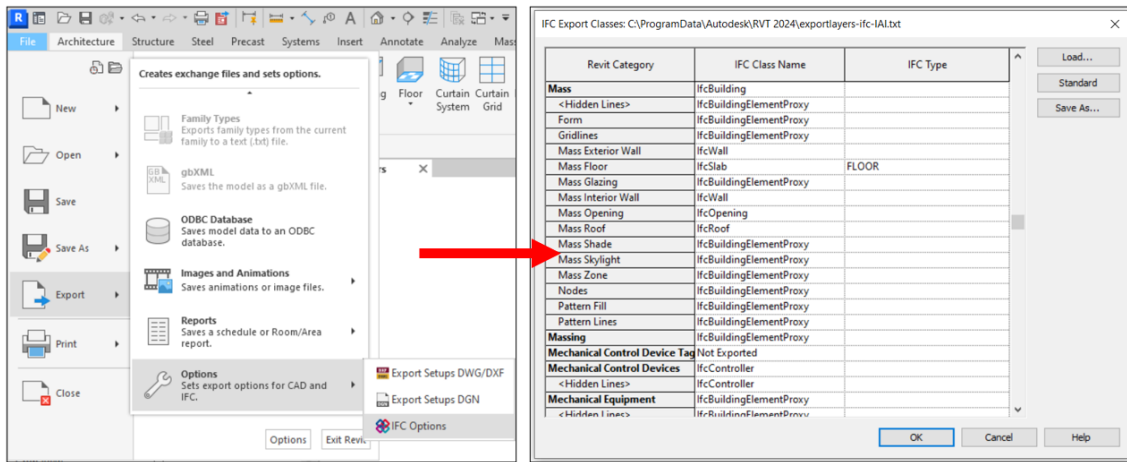 R
A
File Architecture Structure Steel Precast Systems Insert Annotate Analyze Mass
Creates exchange files and sets options.
New
Open
Save
Save As
Export
Print
Close
Family Types
Exports family types from the current
family to a text (.txt) file.
gbXML
Saves the model as a gbXML file.
ODBC Database
Saves model data to an ODBC
database.
Images and Animations
Saves animations or image files.
Reports
Saves a schedule or Room/Area
report.
Options
Sets export options for CAD and
IFC.
Export Setups DWG/DXF
Export Setups DGN
IFC Options
Options Exit Revit
g Floor Curtain Curtain
System Grid
rs
IFC Export Classes: C:\ProgramData\Autodesk\RVT 2024\exportlayers-ifc-IAI.txt
Revit Category IFC Class Name IFC Type
Mass IfcBuilding
<Hidden Lines> IfcBuildingElementProxy
Form IfcBuildingElementProxy
Gridlines IfcBuildingElementProxy
Mass Exterior Wall IfcWall
Mass Floor IfcSlab FLOOR
Mass Glazing IfcBuildingElementProxy
Mass Interior Wall IfcWall
Mass Opening IfcOpening
Mass Roof IfcRoof
Mass Shade IfcBuildingElementProxy
Mass Skylight IfcBuildingElementProxy
Mass Zone IfcBuildingElementProxy
Nodes IfcBuildingElementProxy
Pattern Fill IfcBuildingElementProxy
Pattern Lines IfcBuildingElementProxy
Massing IfcBuildingElementProxy
Mechanical Control Device Tag Not Exported
Mechanical Control Devices IfcController
<Hidden Lines> IfcController
Mechanical Equipment IfcBuildingElementProxy
<Hidden Lines> IfcBuildingElementProxy
Load...
Standard
Save As...
OK Cancel Help